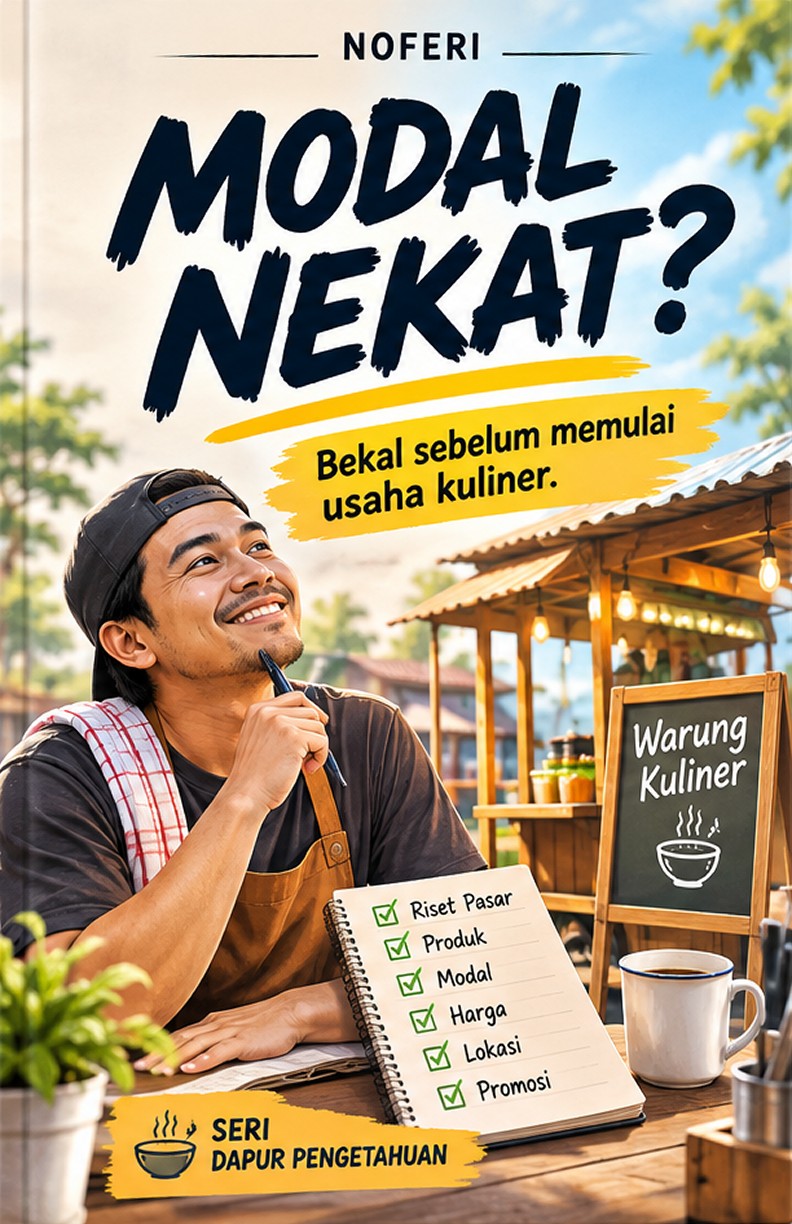 NOFERI
MODAL
NEKAT?
Bekal sebelum memulai
usaha kuliner.
Warung
Kuliner
Riset Pasar
Produk
Modal
Harga
Lokasi
Promosi
SERI
DAPUR PENGETAHUAN